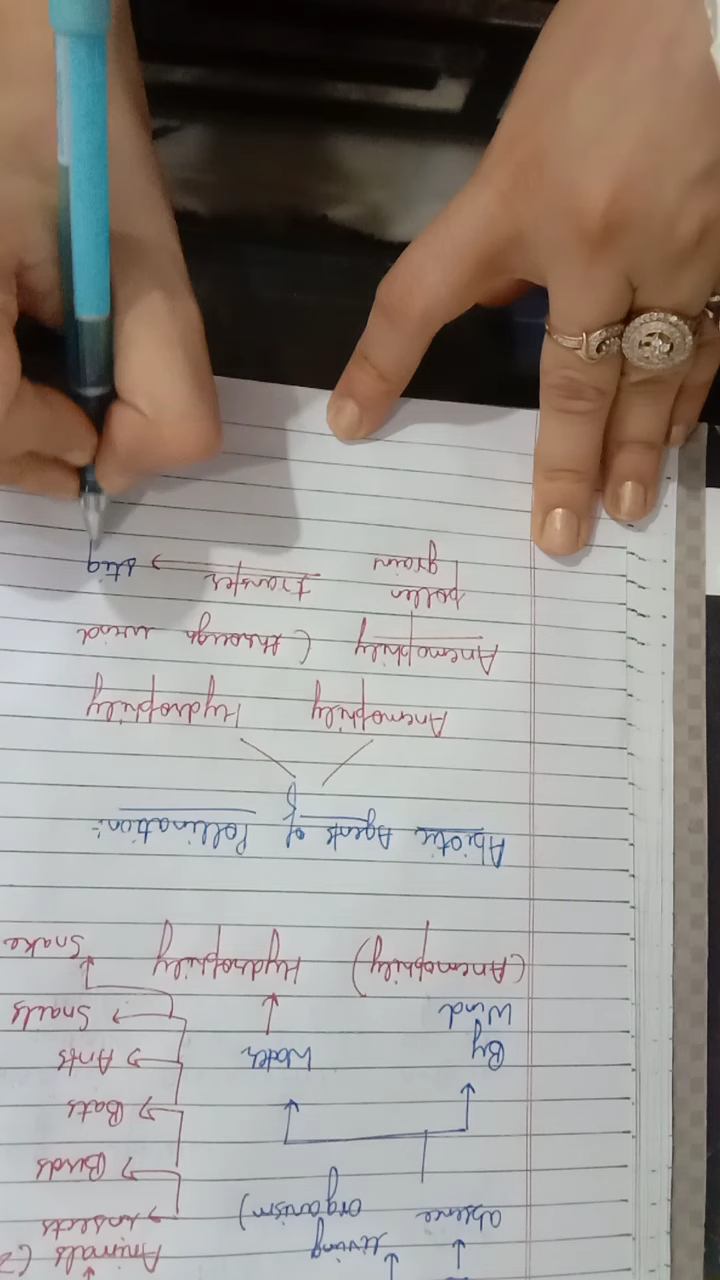 Animals (2
living
absence organism)
→ insects
→ Birds
→ Bats
By Water → Ants
Wind → Snails
(Anemophily) Hydrophily Snake
Abiotic Agents of Pollination:-
Anemophily Hydrophily
Anemophily (through wind
pollen transfer → stig
grain